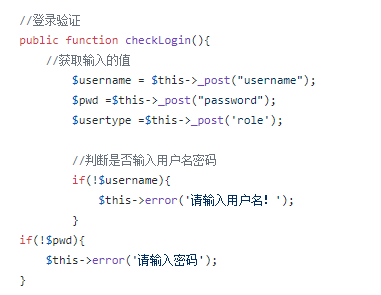 //登录验证
public function checkLogin(){
//获取输入的值
$username = $this->_post("username");
$pwd =$this->_post("password");
$usertype =$this->_post('role');
//判断是否输入用户名密码
if(!$username){
$this->error('请输入用户名！');
}
if(!$pwd){
$this->error('请输入密码');
}